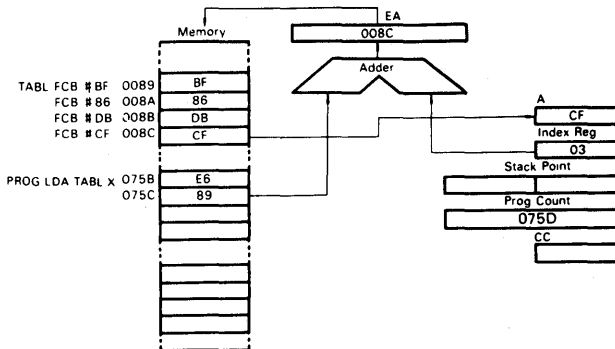 EA
Memory
008C
Adder
TABL FCB #BF 0089 BF
FCB #86 008A 86
FCB #DB 008B DB
FCB #CF 008C CF
A
CF
Index Reg
03
Stack Point
PROG LDA TABL X 075B E6
075C 89
Prog Count
075D
CC